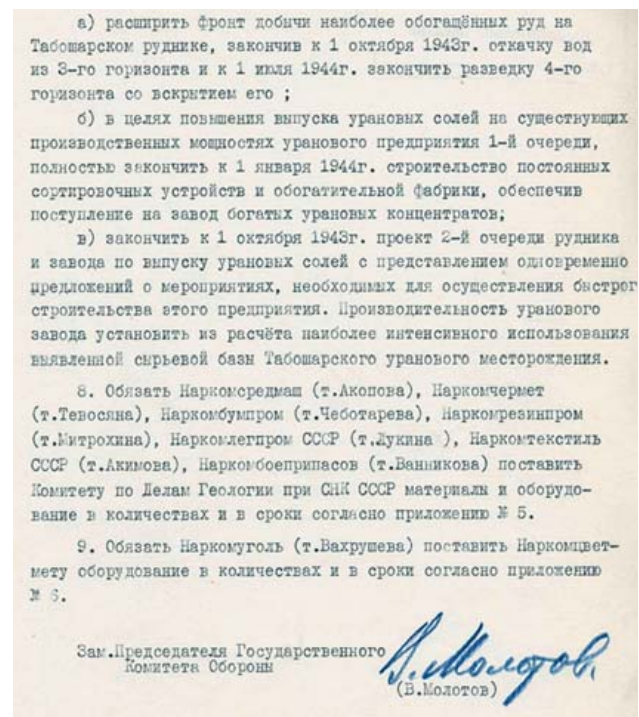 а) расширить фронт добычи наиболее обогащённых руд на
Табошарском руднике, закончив к 1 октября 1943г. откачку вод
из 3-го горизонта и к 1 июля 1944г. закончить разведку 4-го
горизонта со вскрытием его ;
б) в целях повышения выпуска урановых солей на существующих
производственных мощностях уранового предприятия 1-й очереди,
полностью закончить к 1 января 1944г. строительство постоянных
сортировочных устройств и обогатительной фабрики, обеспечив
поступление на завод богатых урановых концентратов;
в) закончить к 1 октября 1943г. проект 2-й очереди рудника
и завода по выпуску урановых солей с представлением одновременно
предложений о мероприятиях, необходимых для осуществления быстрог
строительства этого предприятия. Производительность уранового
завода установить из расчёта наиболее интенсивного использования
выявленной сырьевой базы Табошарского уранового месторождения.
8. Обязать Наркомсредмаш (т.Акопова), Наркомчермет
(т.Тевосяна), Наркомбумпром (т.Чеботарева), Наркомрезинпром
(т.Митрохина), Наркомлегпром СССР (т.Лукина ), Наркомтекстиль
СССР (т.Акимова), Наркомбоеприпасов (т.Ванникова) поставить
Комитету по Делам Геологии при СНК СССР материалы и оборудо-
вание в количествах и в сроки согласно приложению № 5.
9. Обязать Наркомуголь (т.Вахрушева) поставить Наркомцвет-
мету оборудование в количествах и в сроки согласно приложению
№ 6.
Зам.Председателя Государственного
Комитета Обороны
В. Молотов.
(В.Молотов)